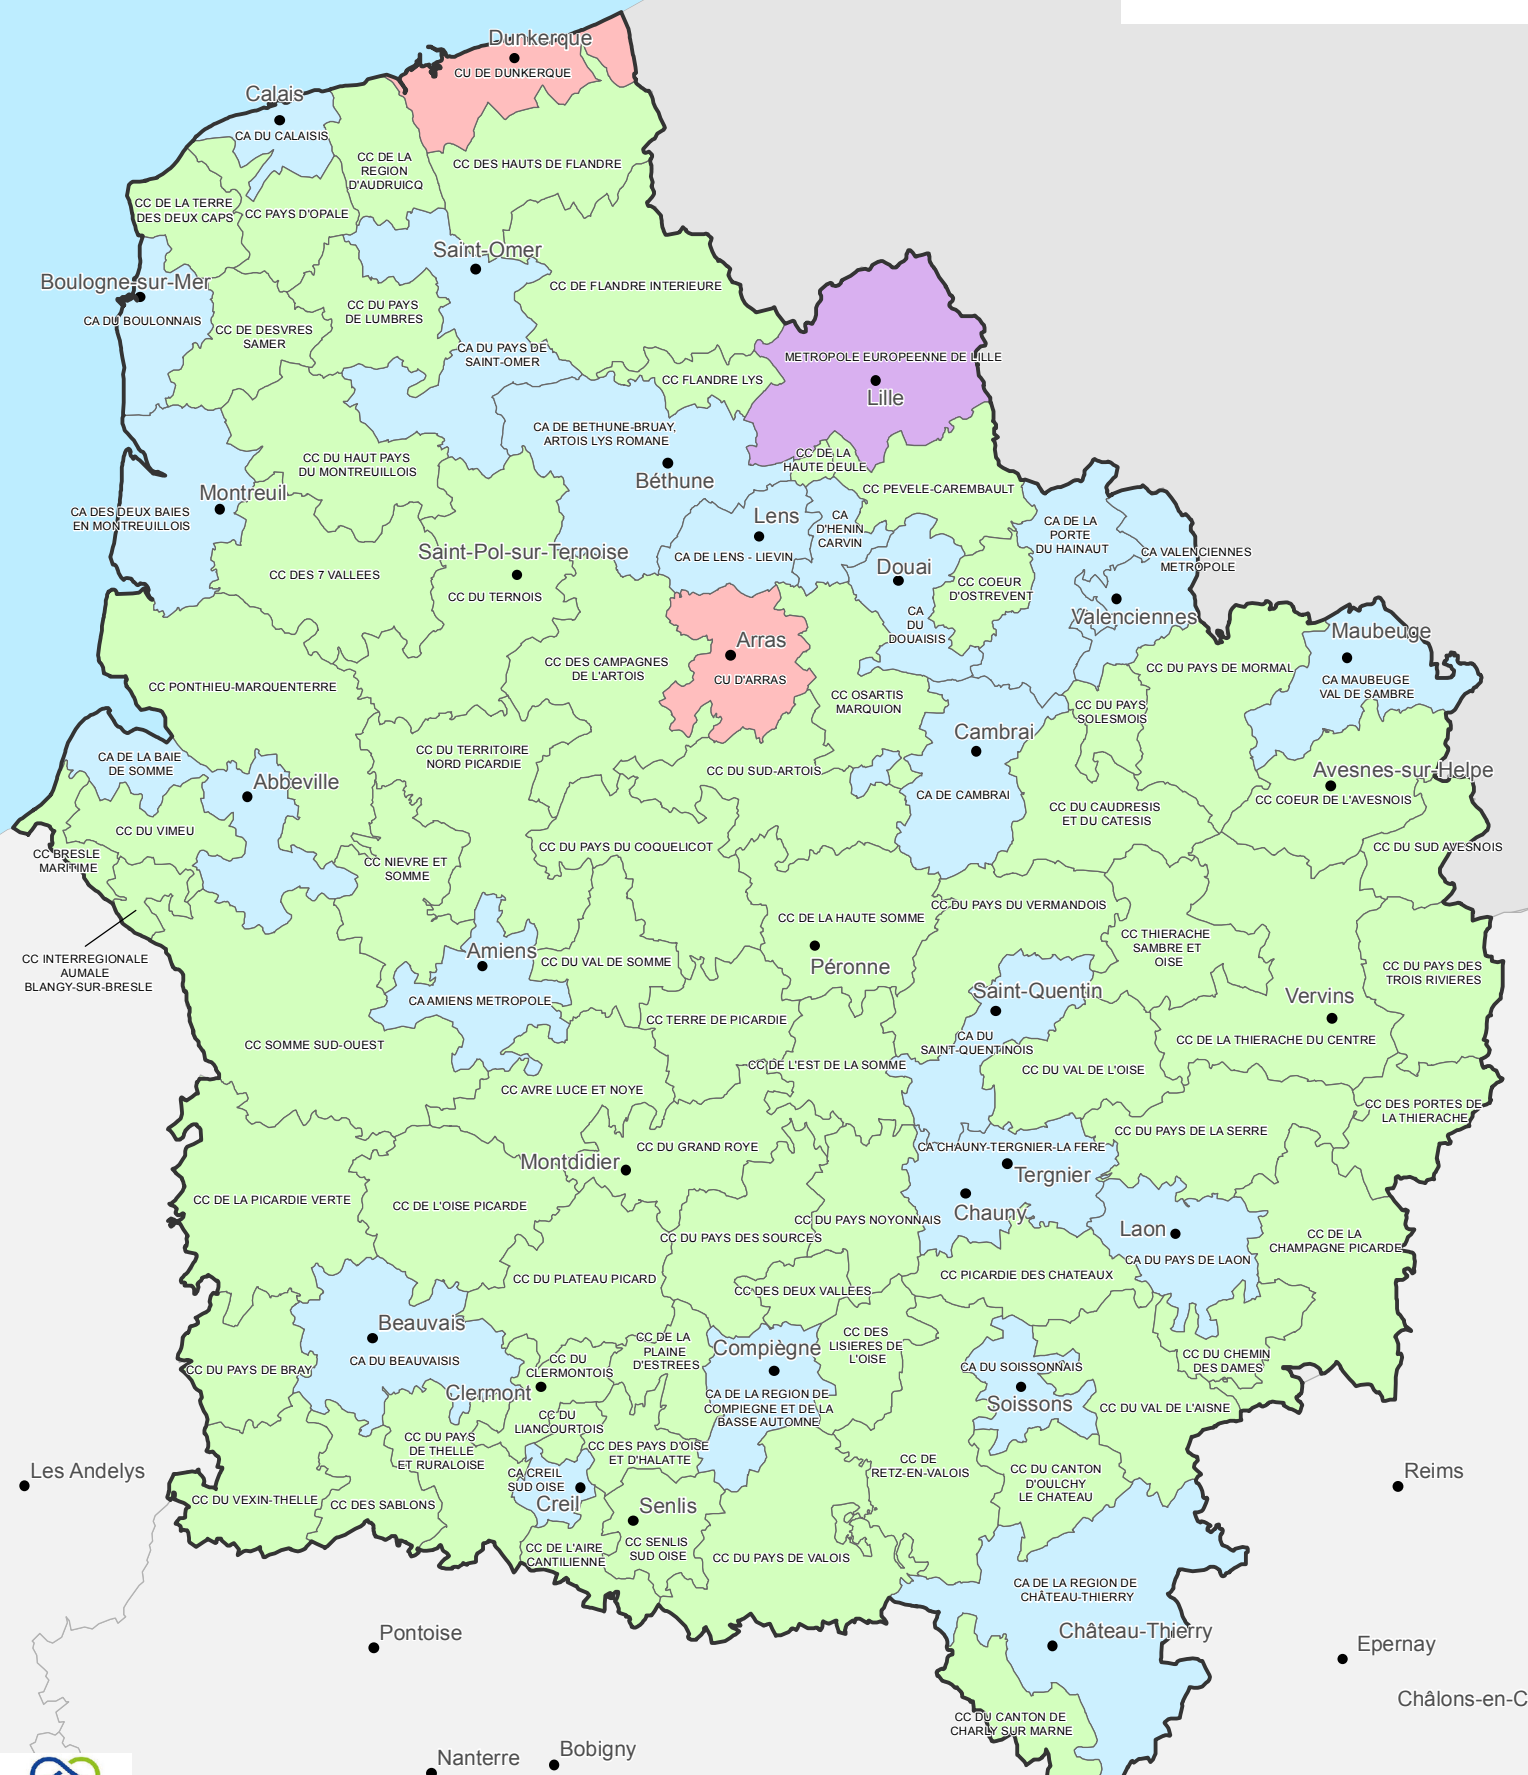 Dunkerque
CU DE DUNKERQUE
Calais
CA DU CALAISIS
CC DE LA
REGION
D'AUDRUICQ
CC DES HAUTS DE FLANDRE
CC DE LA TERRE
DES DEUX CAPS
CC PAYS D'OPALE
Saint-Omer
Boulogne-sur-Mer
CC DE FLANDRE INTERIEURE
CA DU BOULONNAIS
CC DU PAYS
DE LUMBRES
CC DE DESVRES
SAMER
CA DU PAYS DE
SAINT-OMER
METROPOLE EUROPEENNE DE LILLE
CC FLANDRE LYS
Lille
CA DE BETHUNE-BRUAY,
ARTOIS LYS ROMANE
Béthune
CC DU HAUT PAYS
DU MONTREUILLOIS
CC DE LA
HAUTE DEULE
CC PEVELE-CAREMBAULT
Montreuil
CA DES DEUX BAIES
EN MONTREUILLOIS
Lens
CA DE LENS - LIEVIN
CA
D'HENIN
CARVIN
CA DE LA
PORTE
DU HAINAUT
CA VALENCIENNES
METROPOLE
Saint-Pol-sur-Ternoise
CC DES 7 VALLEES
CC DU TERNOIS
Douai
CA
DU
DOUAISIS
CC COEUR
D'OSTREVENT
Valenciennes
Maubeuge
CA MAUBEUGE
VAL DE SAMBRE
Arras
CU D'ARRAS
CC DES CAMPAGNES
DE L'ARTOIS
CC DU PAYS DE MORMAL
CC PONTHIEU-MARQUENTERRE
CC OSARTIS
MARQUION
CC DU PAYS
SOLESMOIS
Cambrai
CC DU TERRITOIRE
NORD PICARDIE
CA DE LA BAIE
DE SOMME
Abbeville
CC DU SUD-ARTOIS
CA DE CAMBRAI
Avesnes-sur-Helpe
CC COEUR DE L'AVESNOIS
CC DU CAUDRESIS
ET DU CATESIS
CC DU VIMEU
CC BRESLE
MARITIME
CC NIEVRE ET
SOMME
CC DU PAYS DU COQUELICOT
CC DU SUD AVESNOIS
CC DE LA HAUTE SOMME
CC DU PAYS DU VERMANDOIS
CC THIERACHE
SAMBRE ET
OISE
CC INTERREGIONALE
AUMALE
BLANGY-SUR-BRESLE
Amiens
CC DU VAL DE SOMME
Péronne
CC DU PAYS DES
TROIS RIVIERES
CA AMIENS METROPOLE
Saint-Quentin
Vervins
CC SOMME SUD-OUEST
CC TERRE DE PICARDIE
CA DU
SAINT-QUENTINOIS
CC DE LA THIERACHE DU CENTRE
CC DE L'EST DE LA SOMME
CC DU VAL DE L'OISE
CC AVRE LUCE ET NOYE
CC DES PORTES DE
LA THIERACHE
CC DU PAYS DE LA SERRE
CC DU GRAND ROYE
CA CHAUNY-TERGNIER-LA FERE
Montdidier
Tergnier
CC DE LA PICARDIE VERTE
CC DE L'OISE PICARDE
Chauny
CC DU PAYS NOYONNAIS
Laon
CC DU PAYS DES SOURCES
CC DE LA
CHAMPAGNE PICARDE
CA DU PAYS DE LAON
CC DU PLATEAU PICARD
CC PICARDIE DES CHATEAUX
CC DES DEUX VALLEES
Beauvais
CA DU BEAUVAISIS
CC DE LA
PLAINE
D'ESTREES
Compiègne
CC DES
LISIERES DE
L'OISE
CC DU PAYS DE BRAY
CC DU
CLERMONTOIS
Clermont
CA DU SOISSONNAIS
Soissons
CC DU CHEMIN
DES DAMES
CA DE LA REGION DE
COMPIEGNE ET DE LA
BASSE AUTOMNE
CC DU VAL DE L'AISNE
CC DU
LIANCOURTOIS
CC DU PAYS
DE THELLE
ET RURALOISE
CC DES PAYS D'OISE
ET D'HALATTE
CC DE
RETZ-EN-VALOIS
CC DU CANTON
D'OULCHY
LE CHATEAU
Les Andelys
CA CREIL
SUD OISE
Creil
Reims
CC DU VEXIN-THELLE
CC DES SABLONS
Senlis
CC SENLIS
SUD OISE
CC DE L'AIRE
CANTILIENNE
CC DU PAYS DE VALOIS
CA DE LA REGION DE
CHÂTEAU-THIERRY
Château-Thierry
Pontoise
Epernay
Châlons-en-C
CC DU CANTON DE
CHARLY SUR MARNE
Nanterre
Bobigny